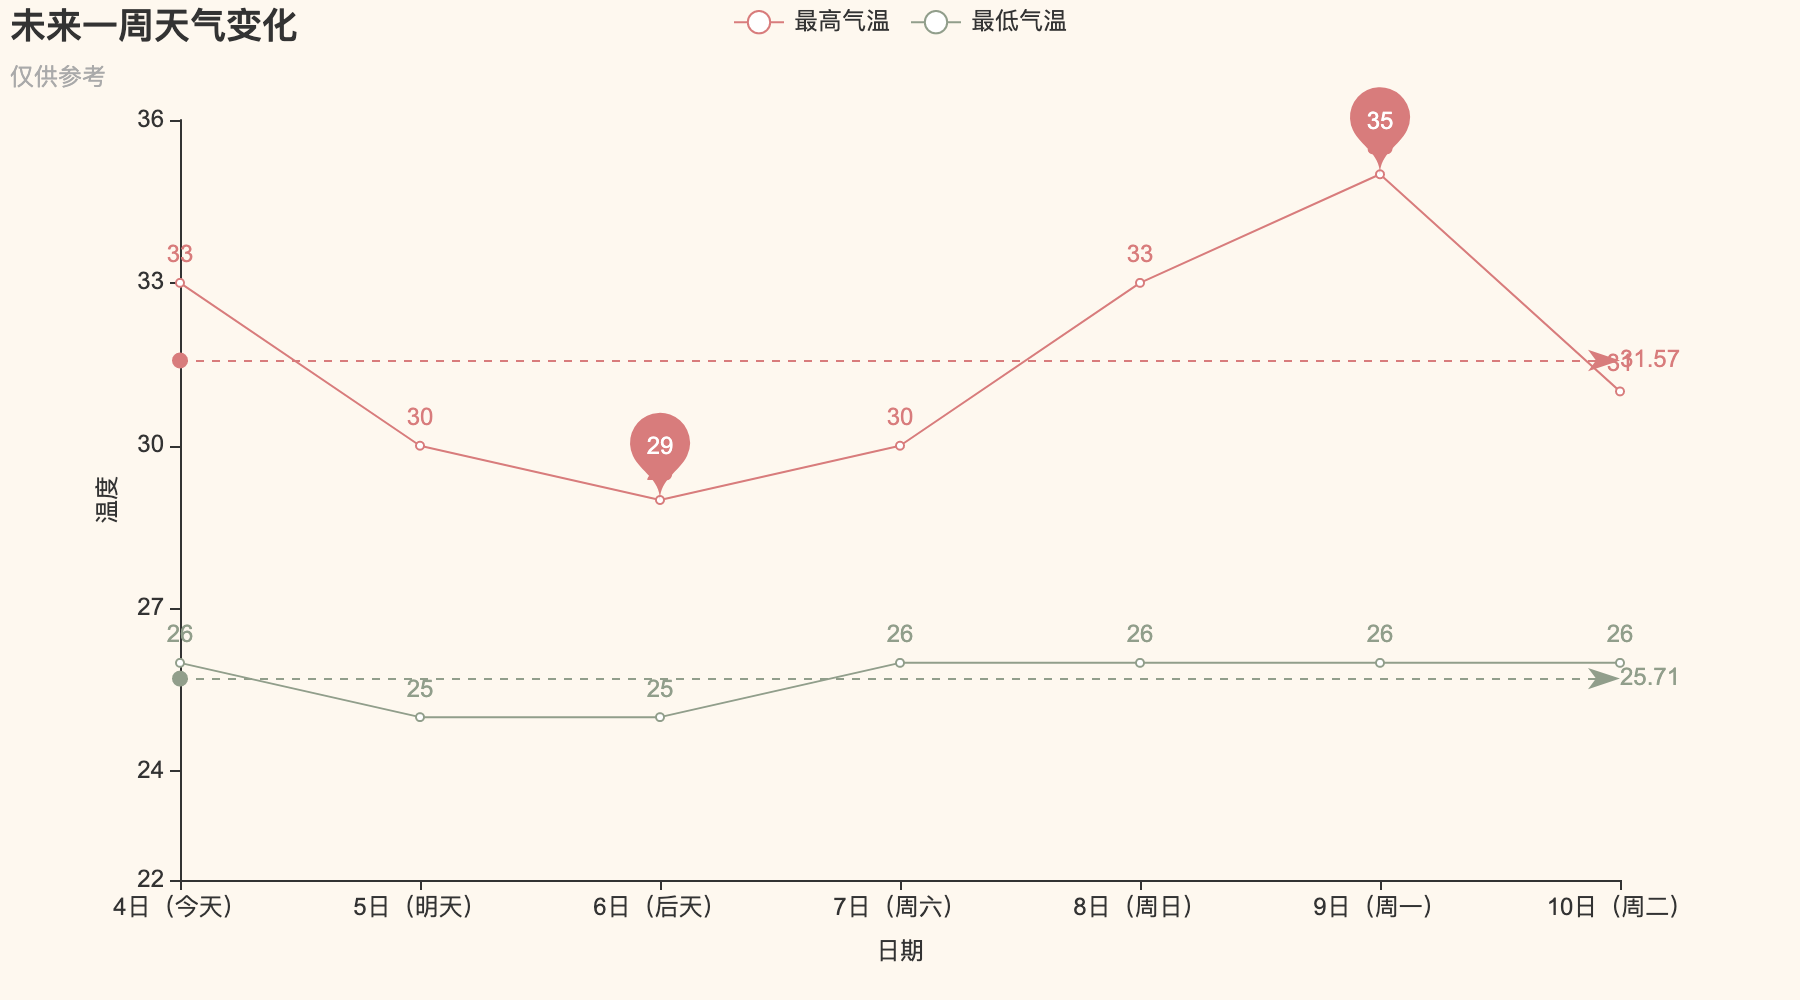 未来一周天气变化
仅供参考
最高气温
最低气温
36
33
30
27
24
22
温度
33
30
29
30
33
35
31
31.57
26
25
25
26
26
26
26
25.71
4日（今天）
5日（明天）
6日（后天）
7日（周六）
8日（周日）
9日（周一）
10日（周二）
日期